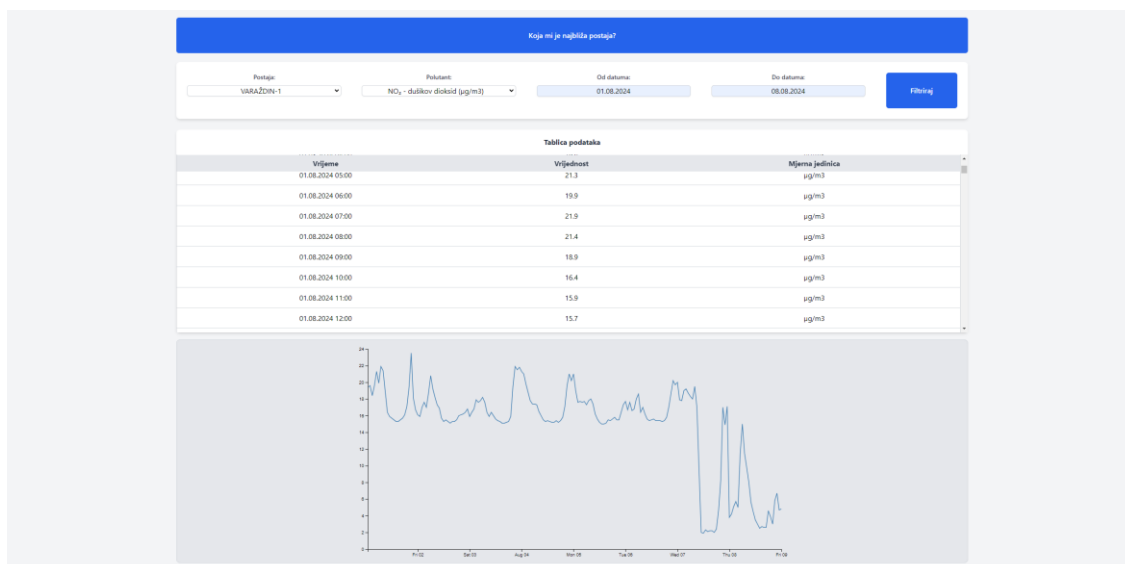 Koja mi je najbliža postaja?
Postaja: Polutant: Od datuma: Do datuma:
VARAŽDIN-1 NO₂ - dušikov dioksid (µg/m3) 01.08.2024 08.08.2024 Filtriraj
Tablica podataka
Vrijeme Vrijednost Mjerna jedinica
01.08.2024 05:00 21.3 µg/m3
01.08.2024 06:00 19.9 µg/m3
01.08.2024 07:00 21.9 µg/m3
01.08.2024 08:00 21.4 µg/m3
01.08.2024 09:00 18.9 µg/m3
01.08.2024 10:00 16.4 µg/m3
01.08.2024 11:00 15.9 µg/m3
01.08.2024 12:00 15.7 µg/m3
24
22
20
18
16
14
12
10
8
6
4
2
0
Fri 02 Sat 03 Aug 04 Mon 05 Tue 06 Wed 07 Thu 08 Fri 09